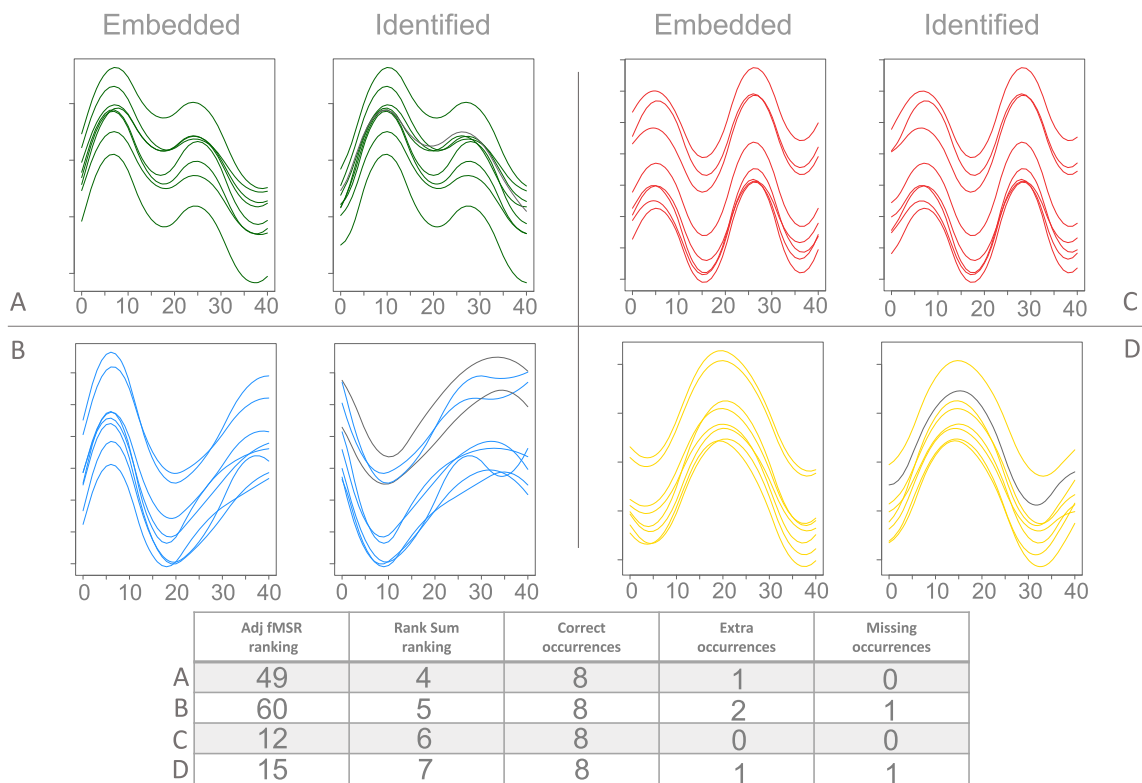 Embedded Identified Embedded Identified
0 10 20 30 40 0 10 20 30 40 0 10 20 30 40 0 10 20 30 40
A C
B D
0 10 20 30 40 0 10 20 30 40 0 10 20 30 40 0 10 20 30 40
Adj fMSR ranking Rank Sum ranking Correct occurrences Extra occurrences Missing occurrences
A 49 4 8 1 0
B 60 5 8 2 1
C 12 6 8 0 0
D 15 7 8 1 1